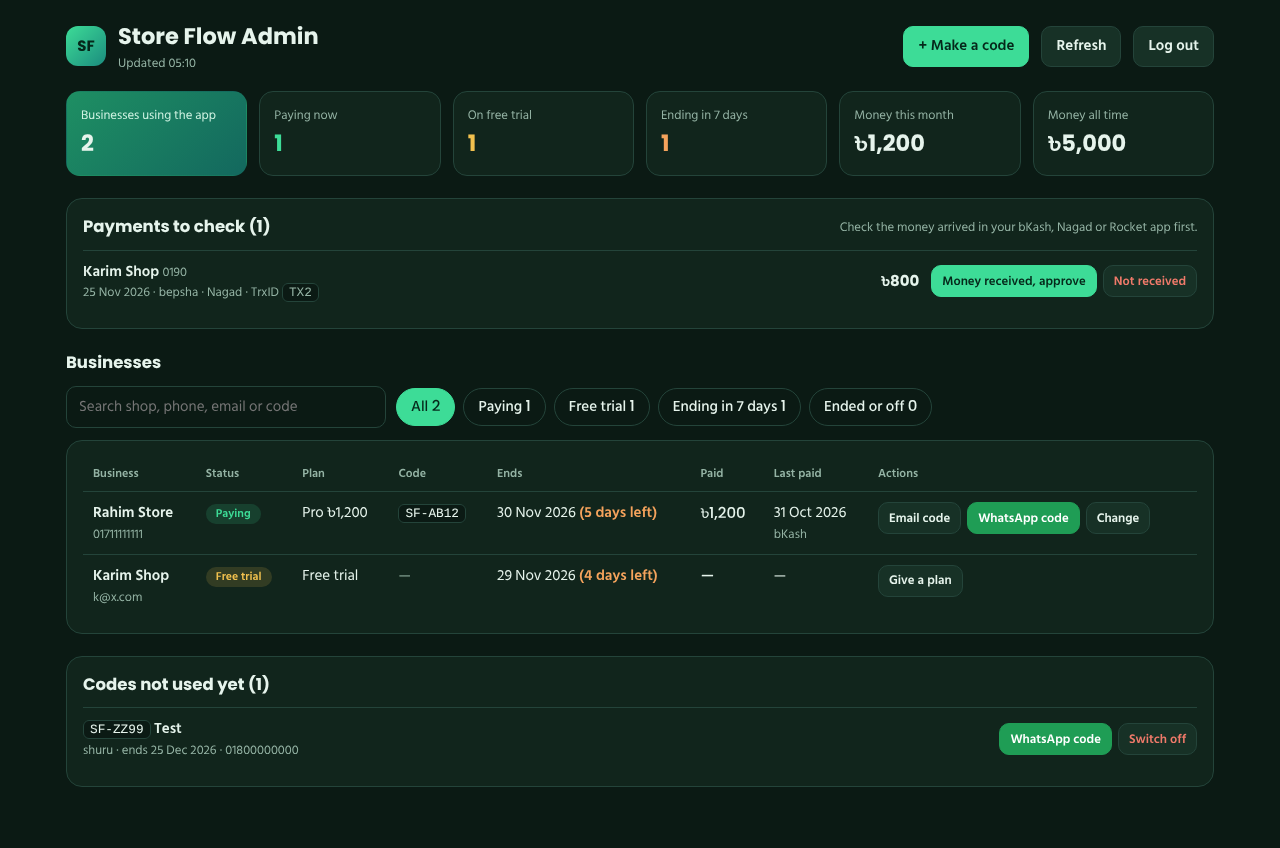 SF
Store Flow Admin
Updated 05:10
+ Make a code
Refresh
Log out
Businesses using the app
2
Paying now
1
On free trial
1
Ending in 7 days
1
Money this month
৳1,200
Money all time
৳5,000
Payments to check (1)
Check the money arrived in your bKash, Nagad or Rocket app first.
Karim Shop 0190
25 Nov 2026 · bepsha · Nagad · TrxID TX2
৳800
Money received, approve
Not received
Businesses
Search shop, phone, email or code
All 2
Paying 1
Free trial 1
Ending in 7 days 1
Ended or off 0
Business Status Plan Code Ends Paid Last paid Actions
Rahim Store Paying Pro ৳1,200 SF-AB12 30 Nov 2026 (5 days left) ৳1,200 31 Oct 2026 Email code WhatsApp code Change
01711111111 bKash
Karim Shop Free trial Free trial — 29 Nov 2026 (4 days left) — — Give a plan
k@x.com
Codes not used yet (1)
SF-ZZ99 Test
shuru · ends 25 Dec 2026 · 01800000000
WhatsApp code
Switch off